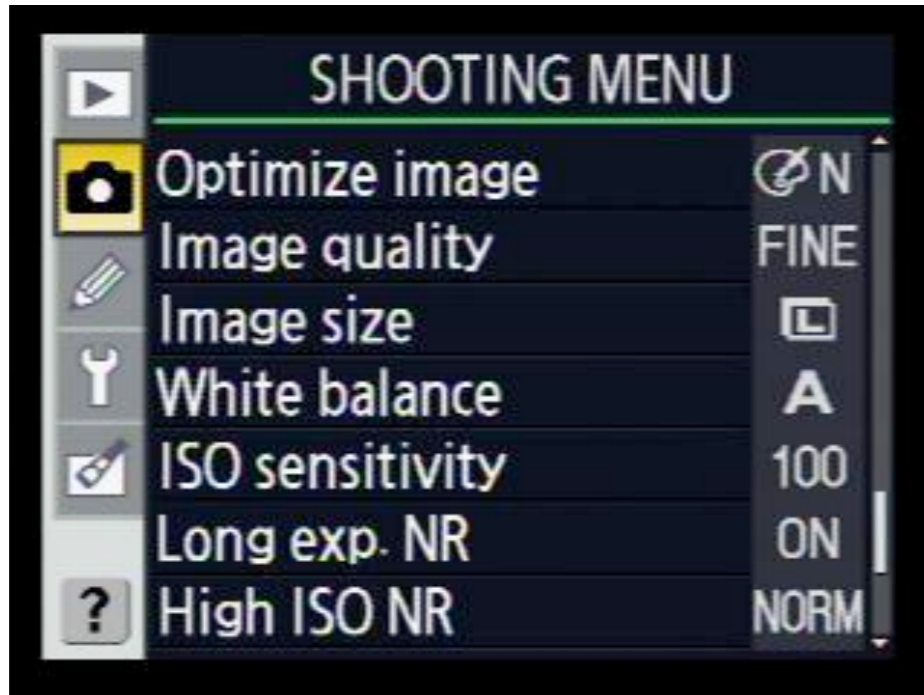 SHOOTING MENU
Optimize image N
Image quality FINE
Image size L
White balance A
ISO sensitivity 100
Long exp. NR ON
High ISO NR NORM
?